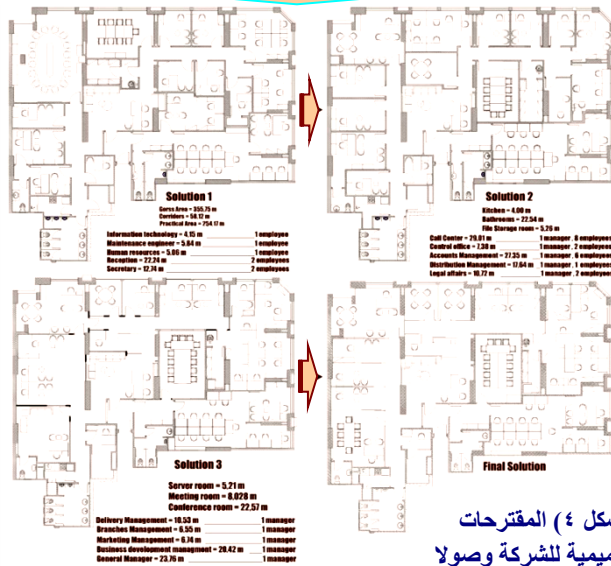 Solution 1
Gorss Area = 355.75 m
Corridors = 58.12 m
Practical Area = 254.17 m
Information technology = 4.15 m 1 employee
Maintenance engineer = 5.84 m 1 employee
Human resources = 5.86 m 1 employee
Reception = 22.24 m 2 employees
Secretary = 12.74 m 2 employees
Solution 2
Kitchen = 4.00 m
Bathrooms = 22.54 m
File Storage room = 5.26 m
Call Center = 29.01 m 1 manager , 8 employees
Control office = 7.38 m 1 manager , 2 employees
Accounts Management = 27.35 m 1 manager , 6 employees
Distribution Management = 17.64 m 1 manager , 1 employees
Legal affairs = 10.72 m 1 manager , 2 employees
Solution 3
Server room = 5.21 m
Meeting room = 8,028 m
Conference room = 22,57 m
Delivery Management = 10.53 m 1 manager
Branches Management = 6.55 m 1 manager
Marketing Management = 6.74 m 1 manager
Business development managment = 20.42 m 1 manager
General Manager = 23.76 m 1 manager
Final Solution
شكل ٤) المقترحات
ميمية للشركة وصولا